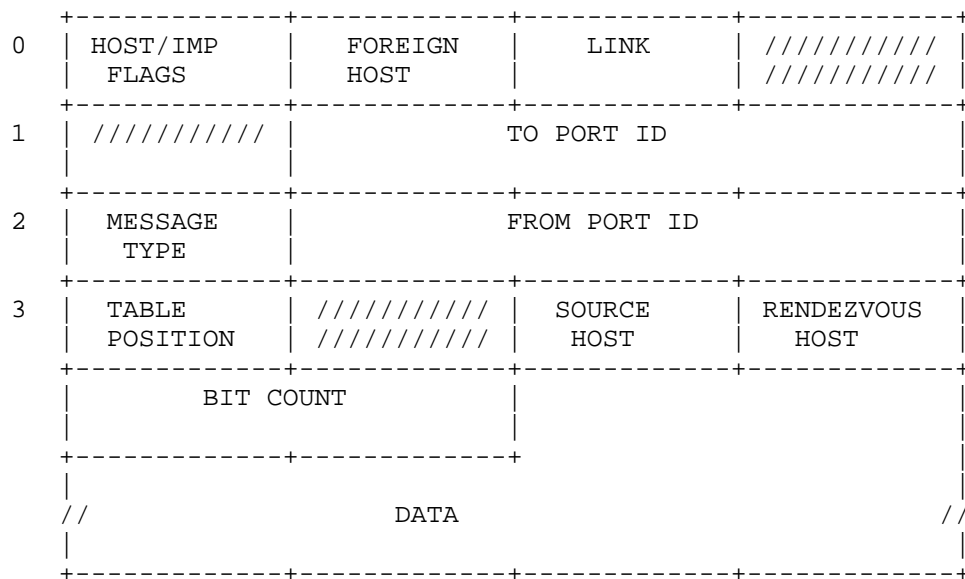 0 HOST/IMP FOREIGN LINK ///////////
FLAGS HOST ///////////
1 /////////// TO PORT ID
2 MESSAGE FROM PORT ID
TYPE
3 TABLE /////////// SOURCE RENDEZVOUS
POSITION /////////// HOST HOST
BIT COUNT
// DATA //